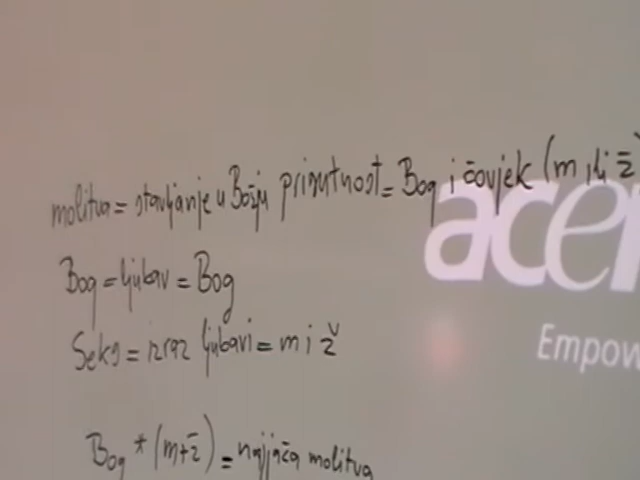 molitva = stavljanje u Božju prisutnost = Bog i čovjek (m ili ž
acer
Bog = ljubav = Bog
Empow
Seks = izraz ljubavi = m i ž
Bog * (m+ž) = najjača molitva